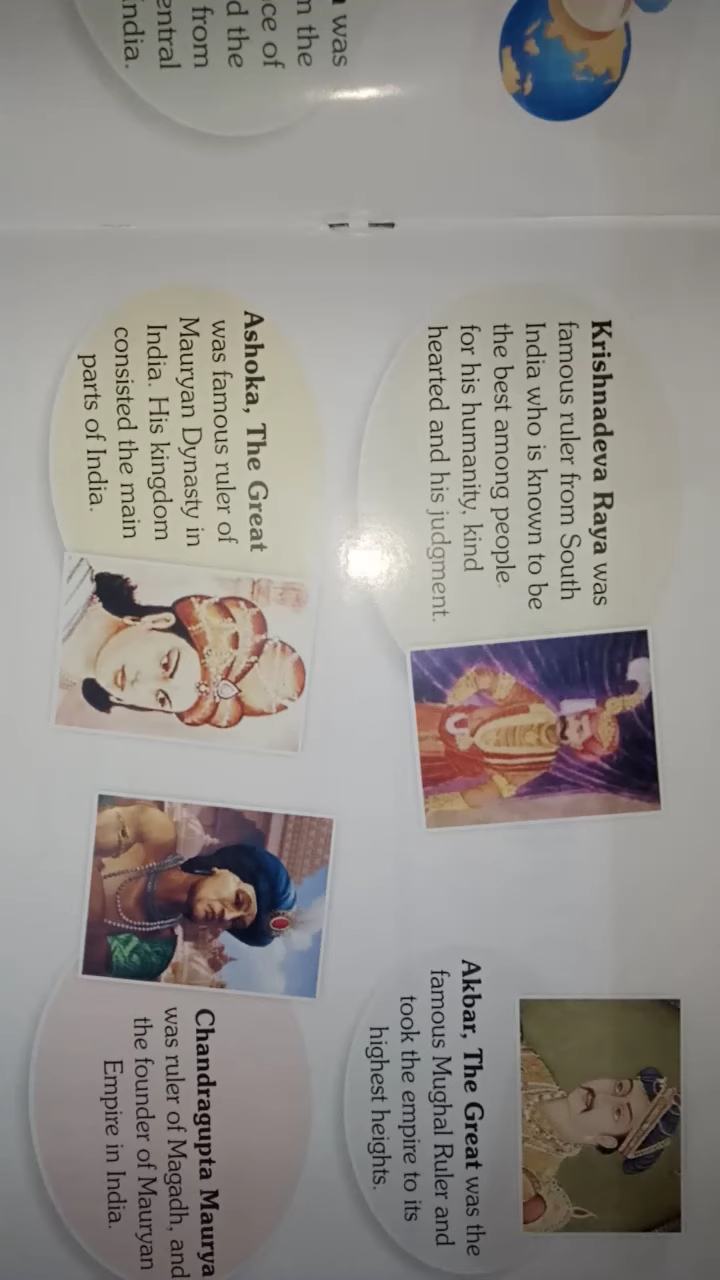 was
the
ce of
d the
from
entral
ndia.
Krishnadeva Raya was
famous ruler from South
India who is known to be
the best among people
for his humanity, kind
hearted and his judgment.
Akbar, The Great was the
famous Mughal Ruler and
took the empire to its
highest heights.
Ashoka, The Great
was famous ruler of
Mauryan Dynasty in
India. His kingdom
consisted the main
parts of India.
Chandragupta Maurya
was ruler of Magadh, and
the founder of Mauryan
Empire in India.